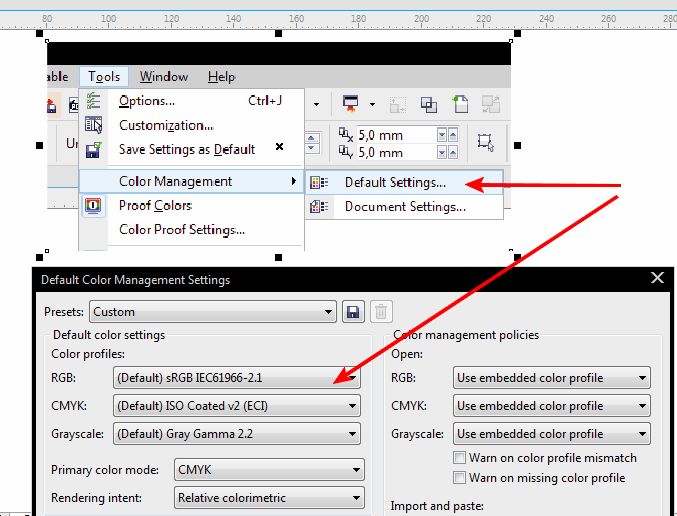 80 100 120 140 160 180 200 220 240 260 280
able Tools Window Help
Options... Ctrl+J
Customization...
5,0 mm
Save Settings as Default
5,0 mm
Color Management Default Settings...
Proof Colors Document Settings...
Color Proof Settings...
Default Color Management Settings
Presets: Custom
Default color settings
Color management policies
Color profiles:
Open:
RGB: (Default) sRGB IEC61966-2.1
RGB: Use embedded color profile
CMYK: (Default) ISO Coated v2 (ECI)
CMYK: Use embedded color profile
Grayscale: (Default) Gray Gamma 2.2
Grayscale: Use embedded color profile
Warn on color profile mismatch
Primary color mode: CMYK
Warn on missing color profile
Rendering intent: Relative colorimetric
Import and paste: